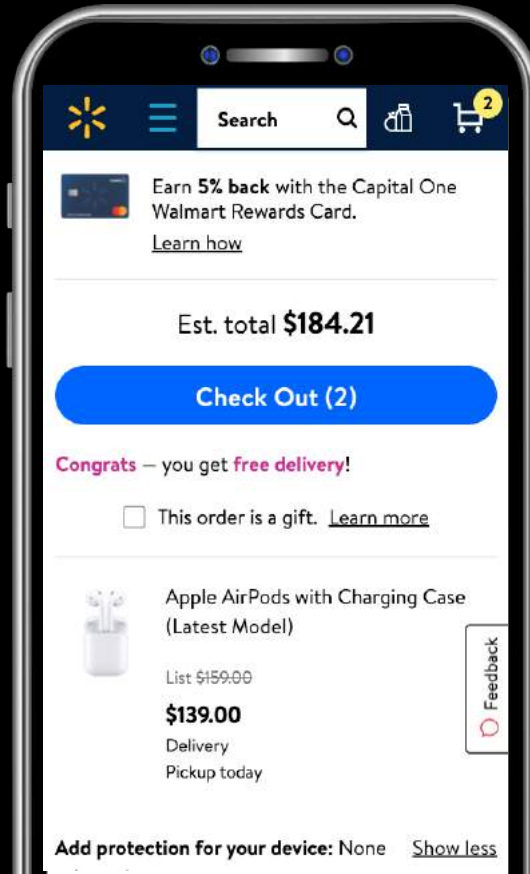 Search
2
Earn 5% back with the Capital One
Walmart Rewards Card.
Learn how
Est. total $184.21
Check Out (2)
Congrats – you get free delivery!
This order is a gift. Learn more
Apple AirPods with Charging Case
(Latest Model)
List $159.00
$139.00
Delivery
Pickup today
Feedback
Add protection for your device: None Show less